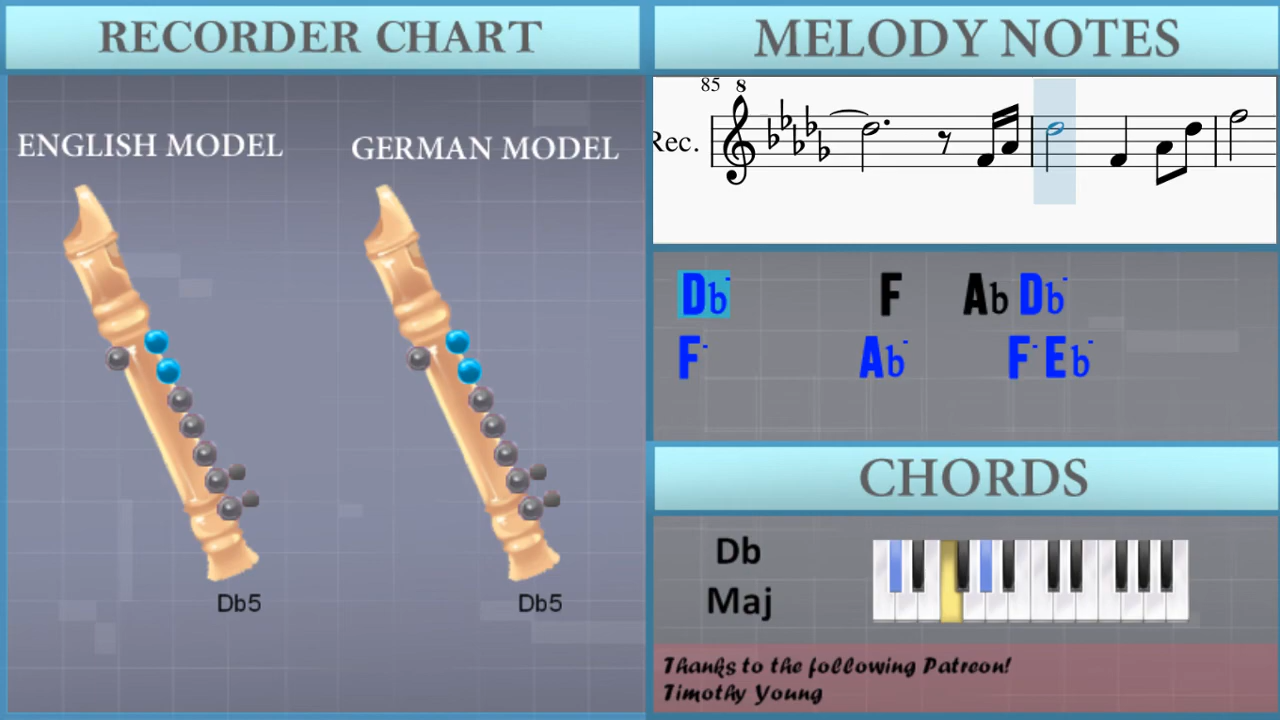 RECORDER CHART
ENGLISH MODEL
GERMAN MODEL
Db5
Db5
MELODY NOTES
85 8
Rec.
Db- F Ab Db-
F- Ab- F- Eb-
CHORDS
Db
Maj
Thanks to the following Patreon!
Timothy Young